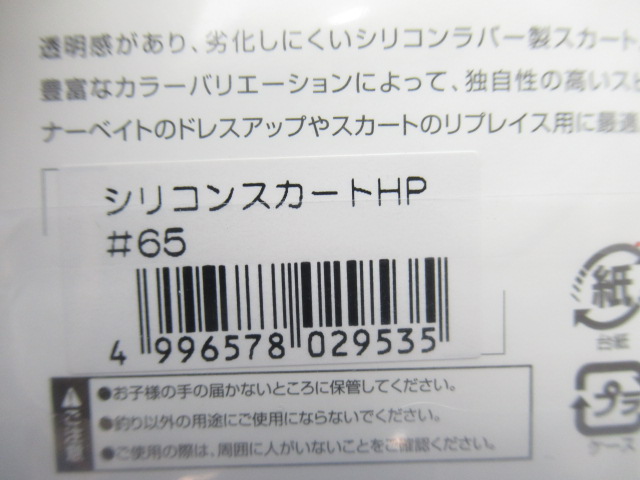 透明感があり、劣化しにくいシリコンラバー製スカート
豊富なカラーバリエーションによって、独自性の高いスピ
ナーベイトのドレスアップやスカートのリプレイス用に最適
シリコンスカートHP
#65
4 996578 029535
紙
台紙
プラ
ケース
ご注意
●お子様の手の届かないところに保管してください。
●釣り以外の用途にご使用にならないでください。
●ご使用の際は、周囲に人がいないことをご確認ください。